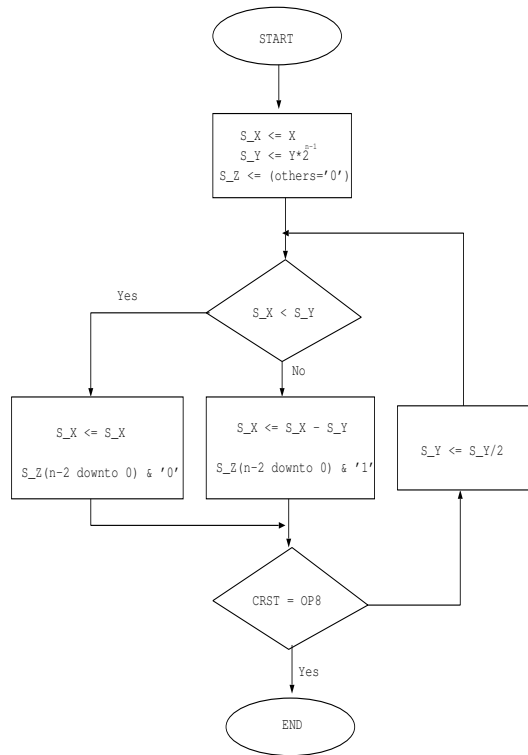 START
S_X <= X
S_Y <= Y*2^n-1
S_Z <= (others='0')
S_X < S_Y
Yes
No
S_X <= S_X
S_Z(n-2 downto 0) & '0'
S_X <= S_X - S_Y
S_Z(n-2 downto 0) & '1'
S_Y <= S_Y/2
CRST = OP8
Yes
END